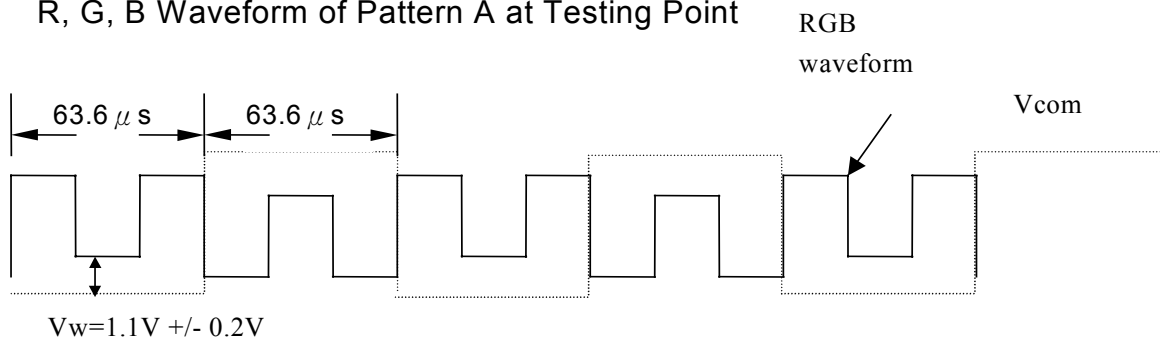 R, G, B Waveform of Pattern A at Testing Point
RGB
waveform
63.6 μ s
63.6 μ s
Vcom
Vw=1.1V +/- 0.2V